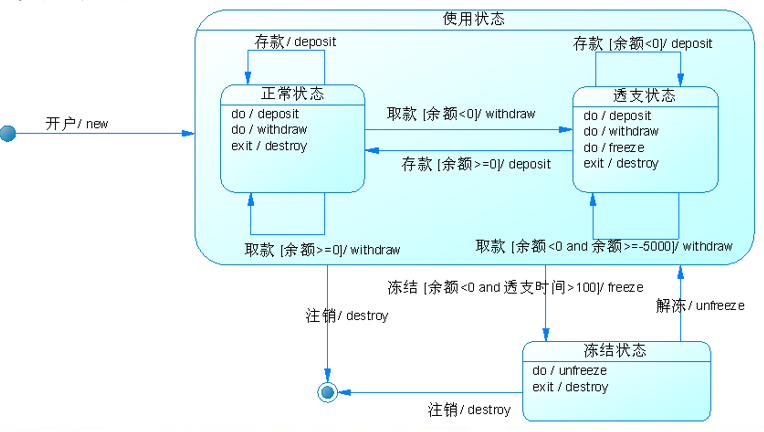 使用状态
存款 / deposit
存款 [余额<0]/ deposit
正常状态
do / deposit
do / withdraw
exit / destroy
透支状态
do / deposit
do / withdraw
do / freeze
exit / destroy
开户/ new
取款 [余额<0]/ withdraw
存款 [余额>=0]/ deposit
取款 [余额>=0]/ withdraw
取款 [余额<0 and 余额>=-5000]/ withdraw
冻结 [余额<0 and 透支时间>100]/ freeze
注销/ destroy
解冻/ unfreeze
冻结状态
do / unfreeze
exit / destroy
注销/ destroy